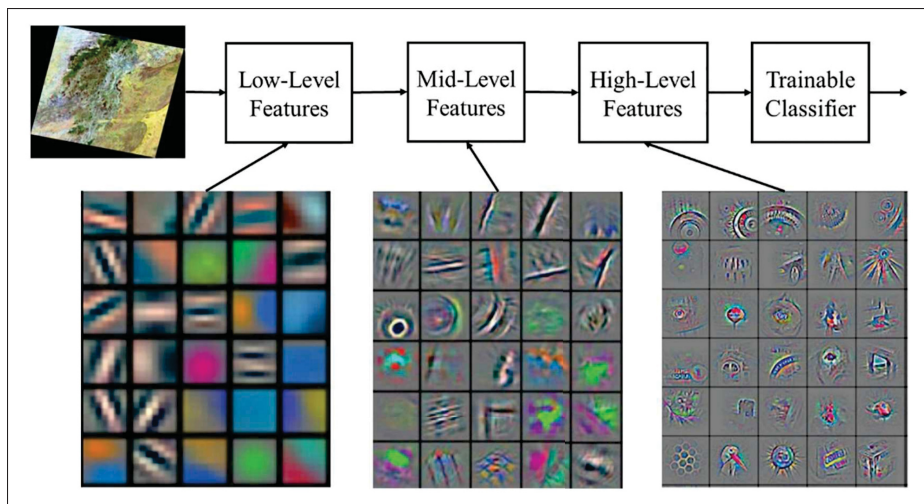 Low-Level
Features
Mid-Level
Features
High-Level
Features
Trainable
Classifier